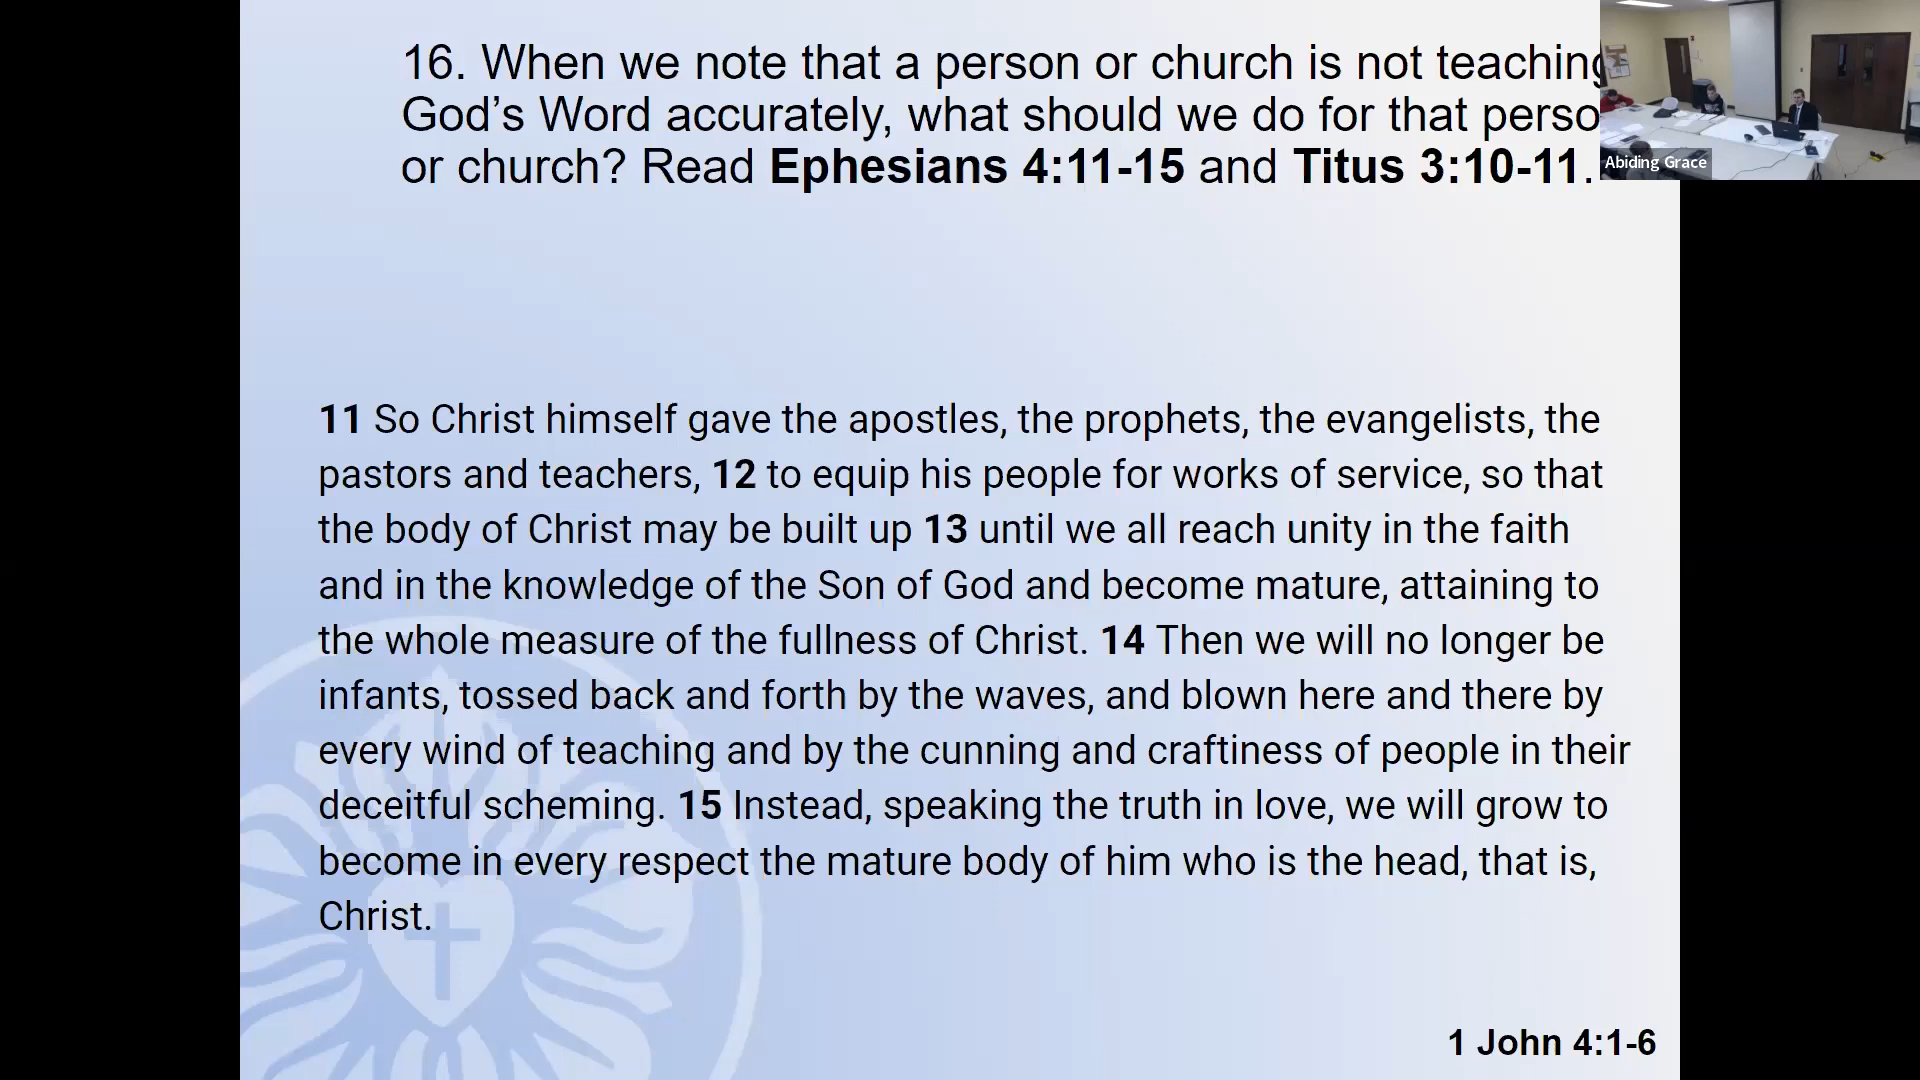 16. When we note that a person or church is not teaching
God’s Word accurately, what should we do for that perso
or church? Read Ephesians 4:11-15 and Titus 3:10-11.
Abiding Grace
11 So Christ himself gave the apostles, the prophets, the evangelists, the
pastors and teachers, 12 to equip his people for works of service, so that
the body of Christ may be built up 13 until we all reach unity in the faith
and in the knowledge of the Son of God and become mature, attaining to
the whole measure of the fullness of Christ. 14 Then we will no longer be
infants, tossed back and forth by the waves, and blown here and there by
every wind of teaching and by the cunning and craftiness of people in their
deceitful scheming. 15 Instead, speaking the truth in love, we will grow to
become in every respect the mature body of him who is the head, that is,
Christ.
1 John 4:1-6